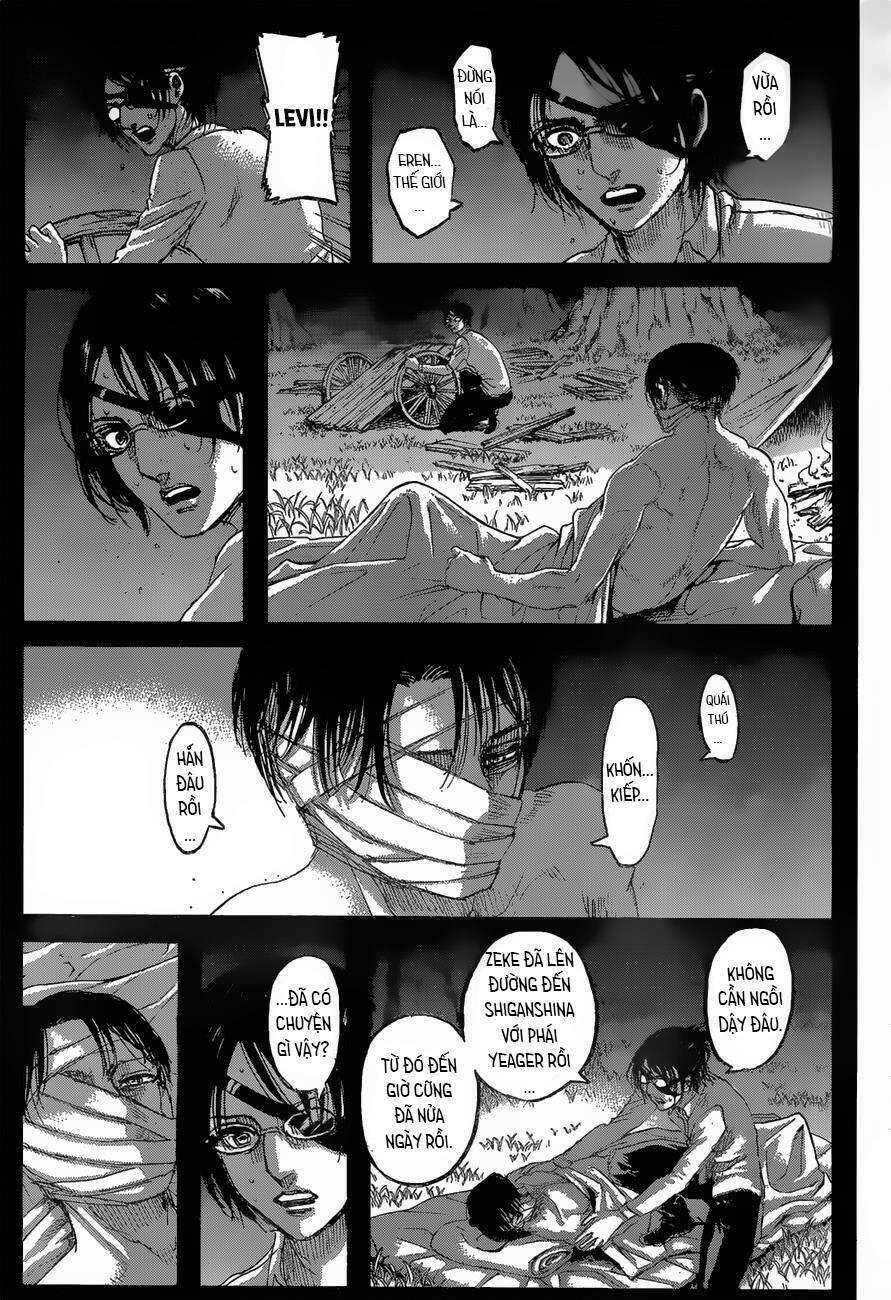 VỪA
RỒI
...
ĐỪNG
NÓI
LÀ...
EREN...
THẾ GIỚI
...
LEVI!!
QUÁI
THÚ
...
KHỐN...
KIẾP...
HẮN
ĐÂU
RỒI
...
KHÔNG
CẦN NGỒI
DẬY ĐÂU.
ZEKE ĐÃ LÊN
ĐƯỜNG ĐẾN
SHIGANSHINA
VỚI PHÁI
YEAGER RỒI
...
TỪ ĐÓ ĐẾN
GIỜ CŨNG
ĐÃ NỬA
NGÀY RỒI.
...ĐÃ CÓ
CHUYỆN
GÌ VẬY?